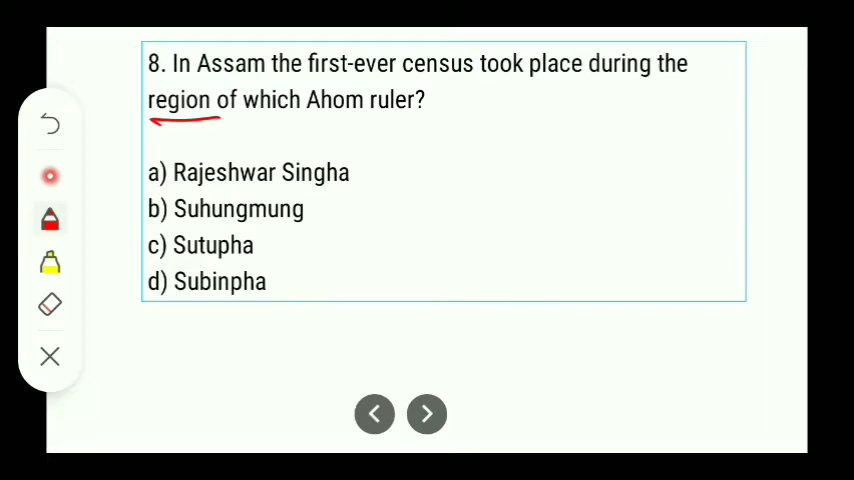 8. In Assam the first-ever census took place during the
region of which Ahom ruler?
a) Rajeshwar Singha
b) Suhungmung
c) Sutupha
d) Subinpha